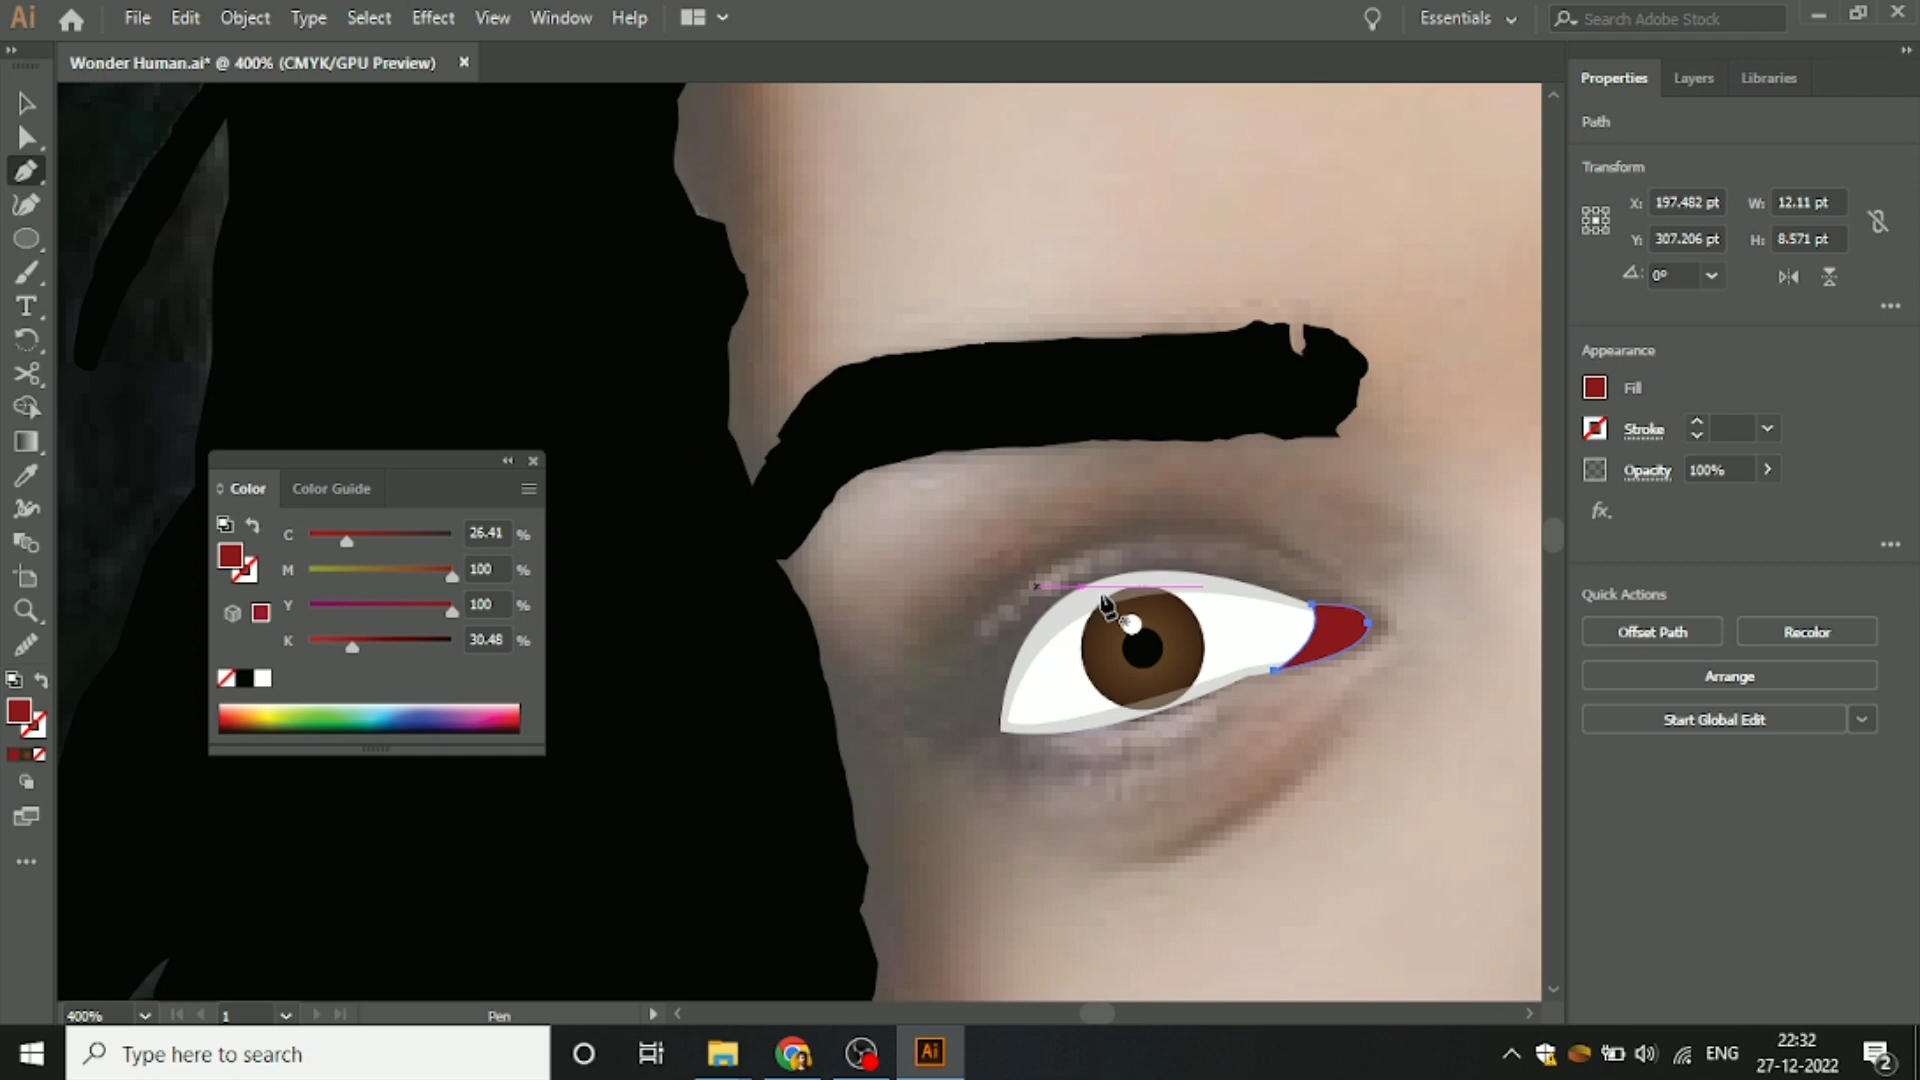 Ai File Edit Object Type Select Effect View Window Help Essentials Search Adobe Stock
Wonder Human.ai* @ 400% (CMYK/GPU Preview) ×
Properties Layers Libraries
Path
Transform
X: 197.482 pt W: 12.11 pt
Y: 307.206 pt H: 8.571 pt
0°
Appearance
Fill
Stroke
Opacity 100%
fx.
Quick Actions
Offset Path Recolor
Arrange
Start Global Edit
Color Color Guide
C 26.41 %
M 100 %
Y 100 %
K 30.48 %
400% 1 Pen
Type here to search
Ai
ENG
22:32
27-12-2022
2